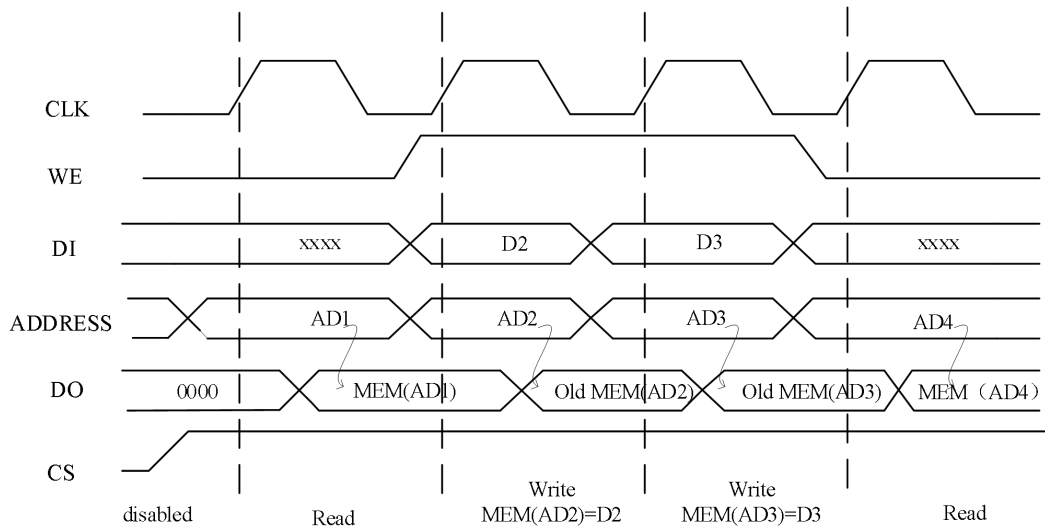 CLK
WE
DI
xxxx
D2
D3
xxxx
ADDRESS
AD1
AD2
AD3
AD4
DO
0000
MEM(AD1)
Old MEM(AD2)
Old MEM(AD3)
MEM（AD4）
CS
disabled
Read
Write
MEM(AD2)=D2
Write
MEM(AD3)=D3
Read